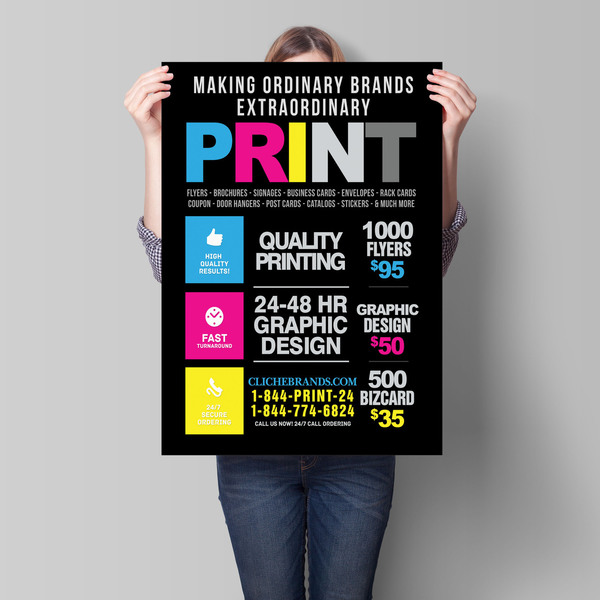 MAKING ORDINARY BRANDS
EXTRAORDINARY
PRINT
FLYERS - BROCHURES - SIGNAGES - BUSINESS CARDS - ENVELOPES - RACK CARDS
COUPON - DOOR HANGERS - POST CARDS - CATALOGS - STICKERS - & MUCH MORE
HIGH
QUALITY
RESULTS!
QUALITY
PRINTING
1000
FLYERS
$95
FAST
TURNAROUND
24-48 HR
GRAPHIC
DESIGN
GRAPHIC
DESIGN
$50
24/7
SECURE
ORDERING
CLICHEBRANDS.COM
1-844-PRINT-24
1-844-774-6824
CALL US NOW! 24/7 CALL ORDERING
500
BIZCARD
$35